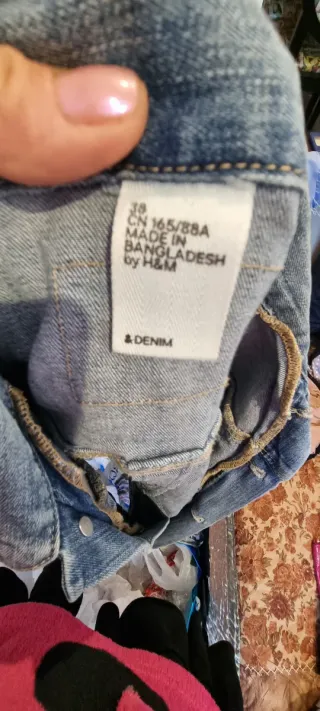 38
CN 165/88A
MADE IN
BANGLADESH
by H&M
& DENIM